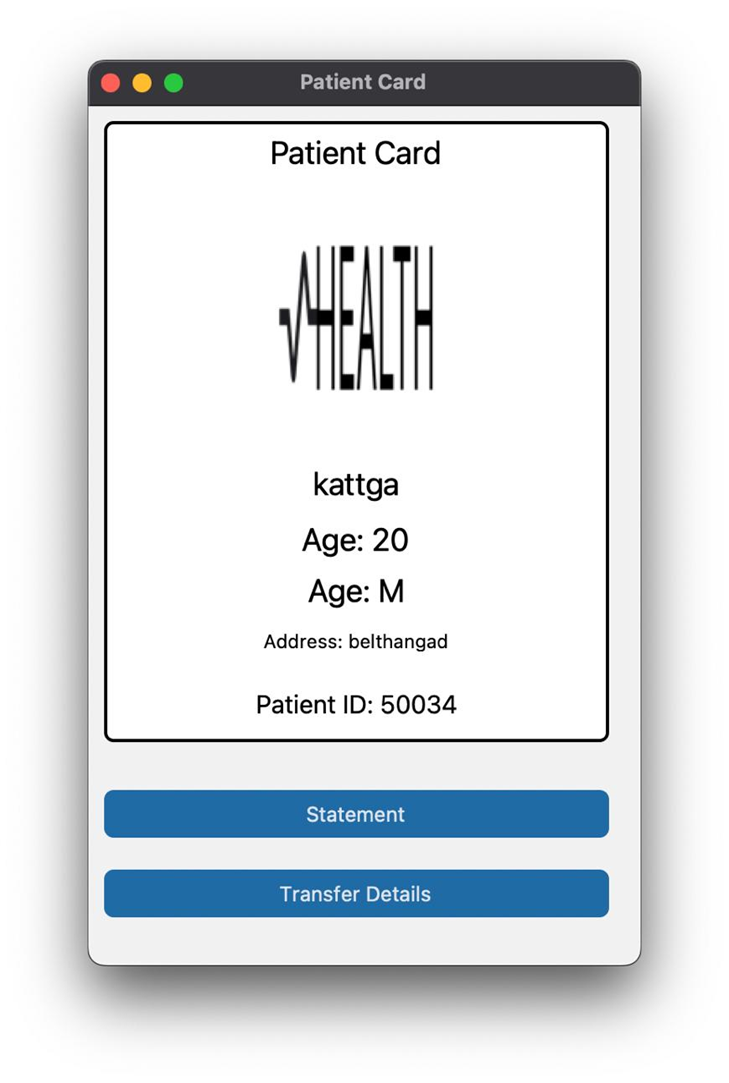 Patient Card
Patient Card
HEALTH
kattga
Age: 20
Age: M
Address: belthangad
Patient ID: 50034
Statement
Transfer Details